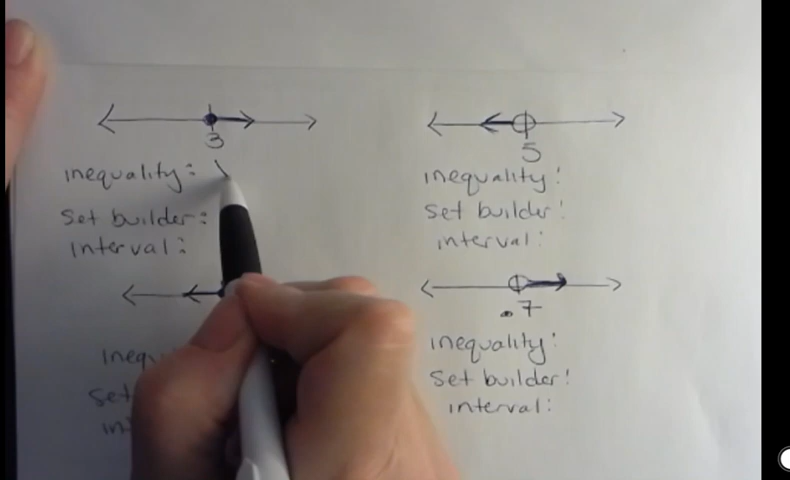 3
inequality:
Set builder:
interval:
5
inequality:
Set builder:
interval:
.7
inequality:
Set builder:
interval: